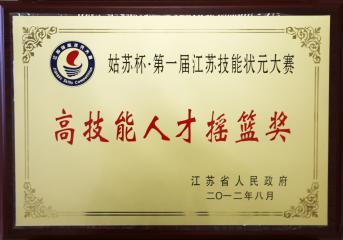 姑苏杯·第一届江苏技能状元大赛
高技能人才摇篮奖
江苏省人民政府
二〇一二年八月